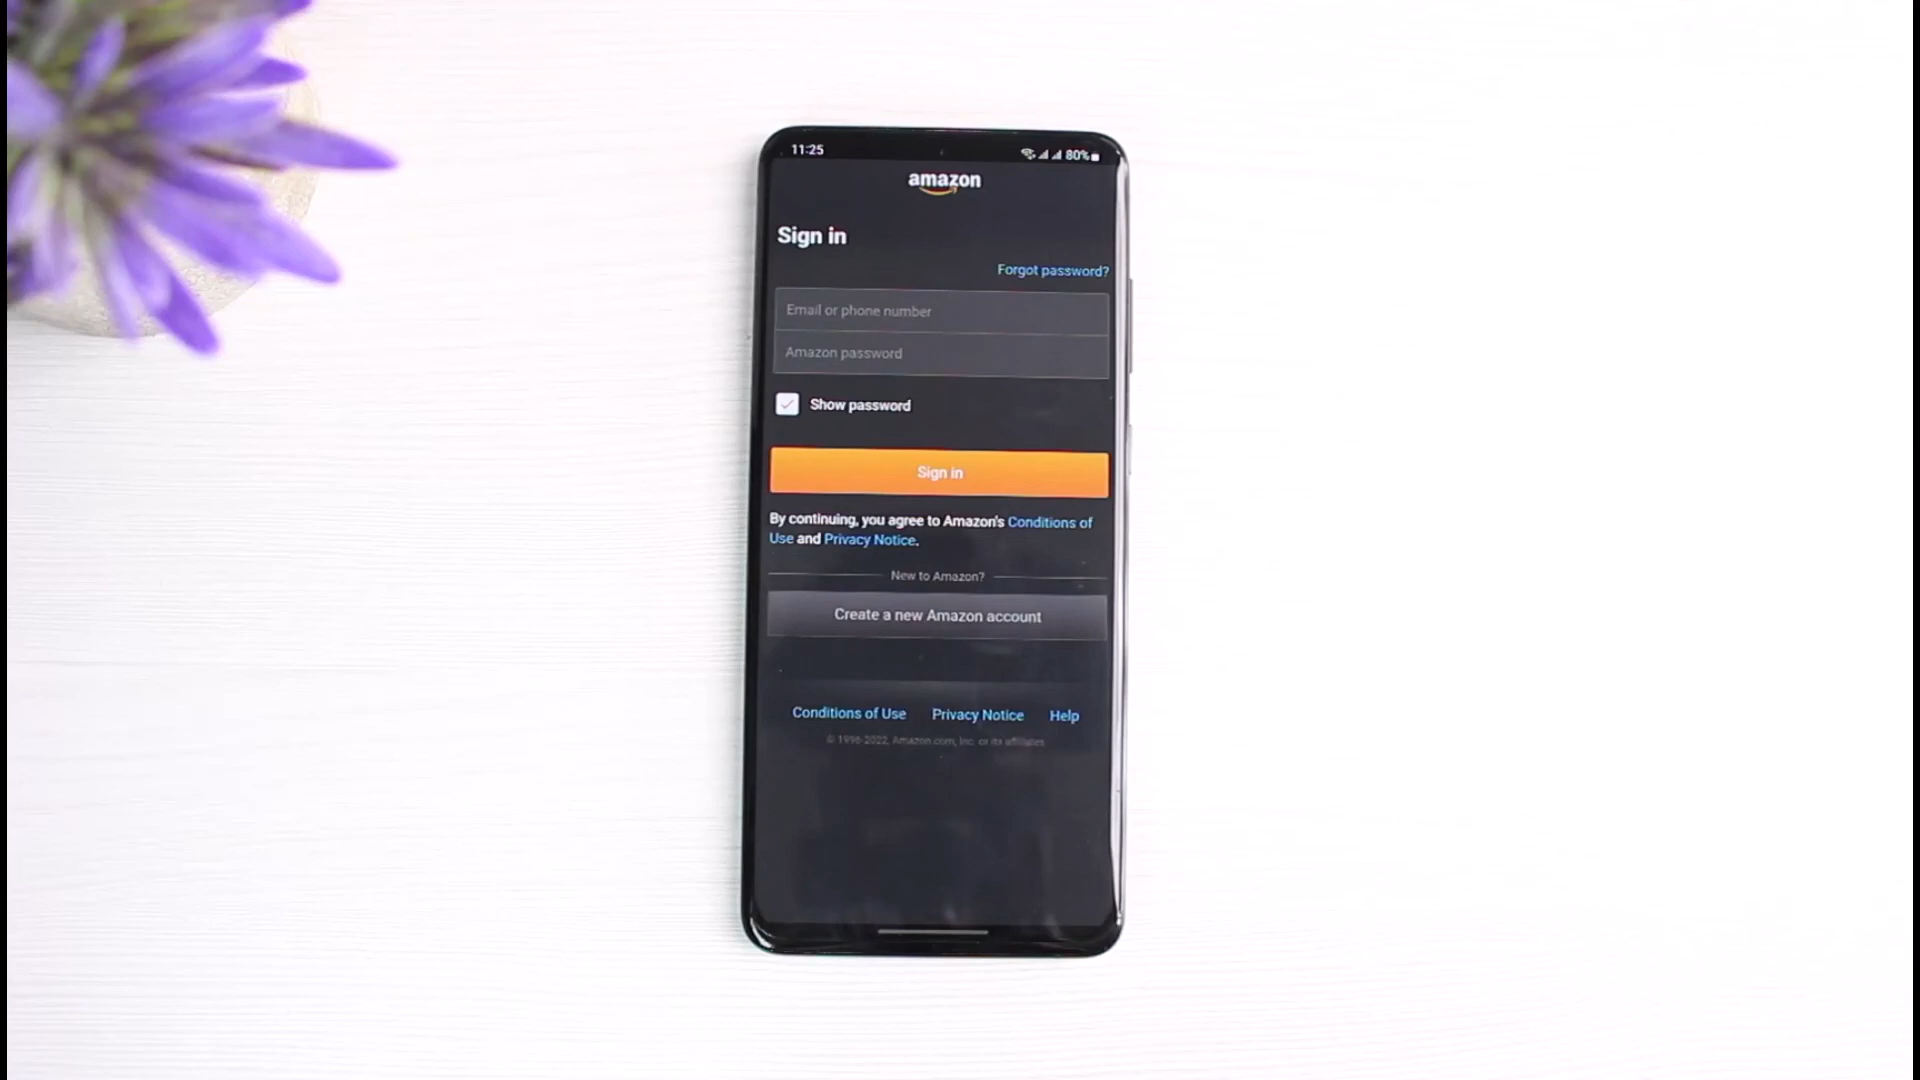 11:25
80%
amazon
Sign in
Forgot password?
Email or phone number
Amazon password
Show password
Sign in
By continuing, you agree to Amazon's Conditions of
Use and Privacy Notice.
New to Amazon?
Create a new Amazon account
Conditions of Use Privacy Notice Help
© 1996-2022, Amazon.com, Inc. or its affiliates